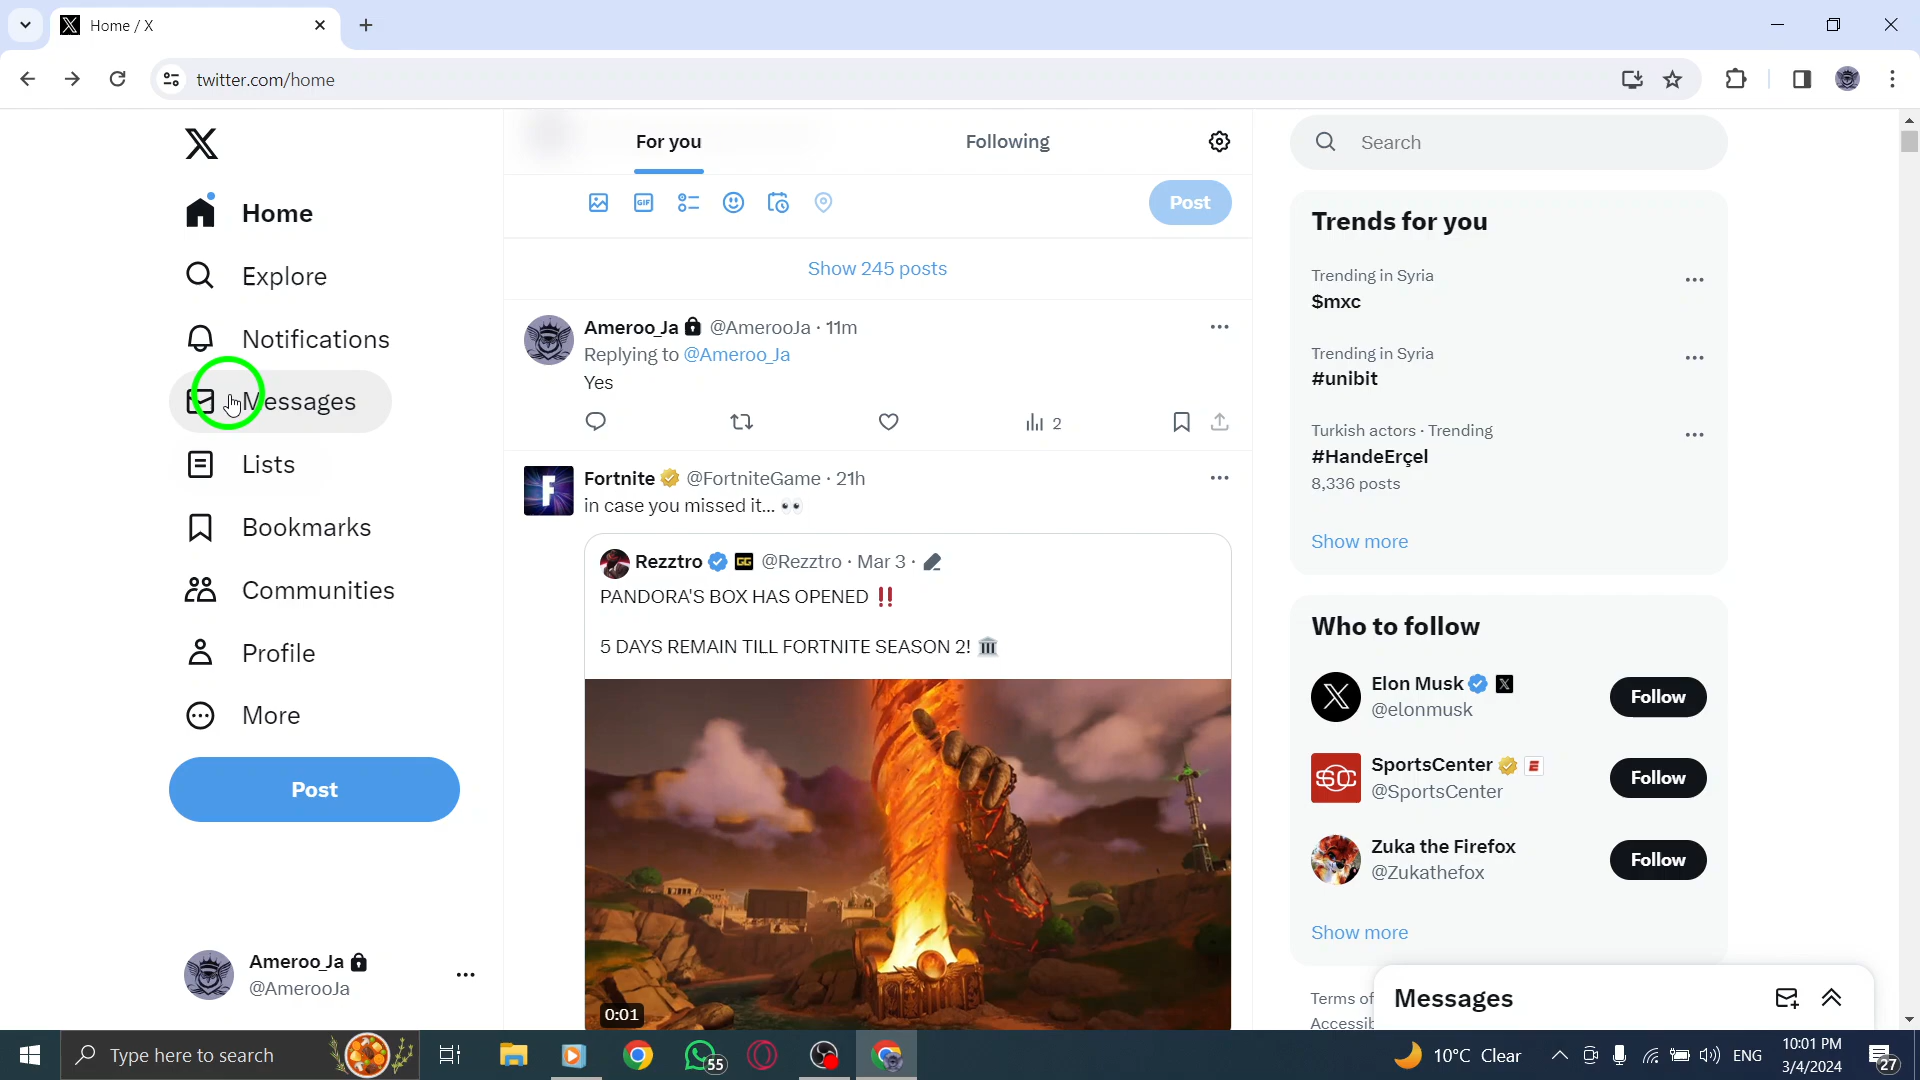 Home / X
twitter.com/home
Home
Explore
Notifications
Messages
Lists
Bookmarks
Communities
Profile
More
Post
Ameroo_Ja
@AmerooJa
For you
Following
GIF
Post
Show 245 posts
Ameroo_Ja @AmerooJa · 11m
Replying to @Ameroo_Ja
Yes
2
Fortnite @FortniteGame · 21h
in case you missed it... 👀
Rezztro GG @Rezztro · Mar 3 ·
PANDORA'S BOX HAS OPENED ‼️
5 DAYS REMAIN TILL FORTNITE SEASON 2! 🏛️
0:01
Search
Trends for you
Trending in Syria
$mxc
Trending in Syria
#unibit
Turkish actors · Trending
#HandeErçel
8,336 posts
Show more
Who to follow
Elon Musk
@elonmusk
Follow
SportsCenter
@SportsCenter
Follow
Zuka the Firefox
@Zukathefox
Follow
Show more
Terms of
Messages
Type here to search
55
10°C Clear
ENG
10:01 PM
3/4/2024
27